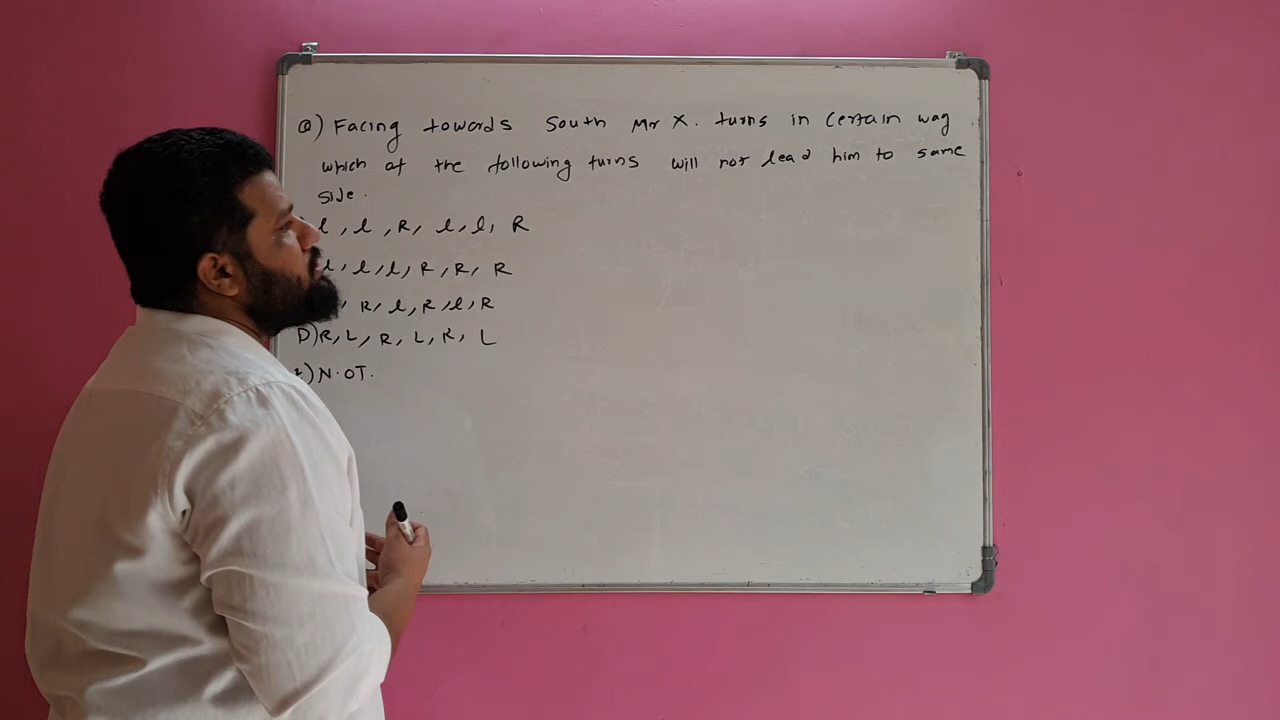 Q) Facing towards South Mr X. turns in certain way
which of the following turns will not lead him to same
side.
l, l, R, l, l, R
l, l, l, R, R, R
, R, l, R, l, R
D) R, L, R, L, R, L
E) N.OT.